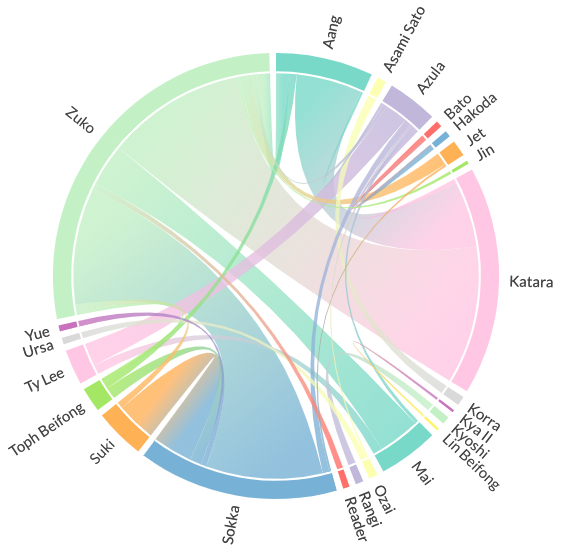 Aang
Asami Sato
Azula
Bato
Hakoda
Jet
Jin
Katara
Korra
Kya II
Kyoshi
Lin Beifong
Mai
Ozai
Rangi
Reader
Sokka
Suki
Toph Beifong
Ty Lee
Ursa
Yue
Zuko